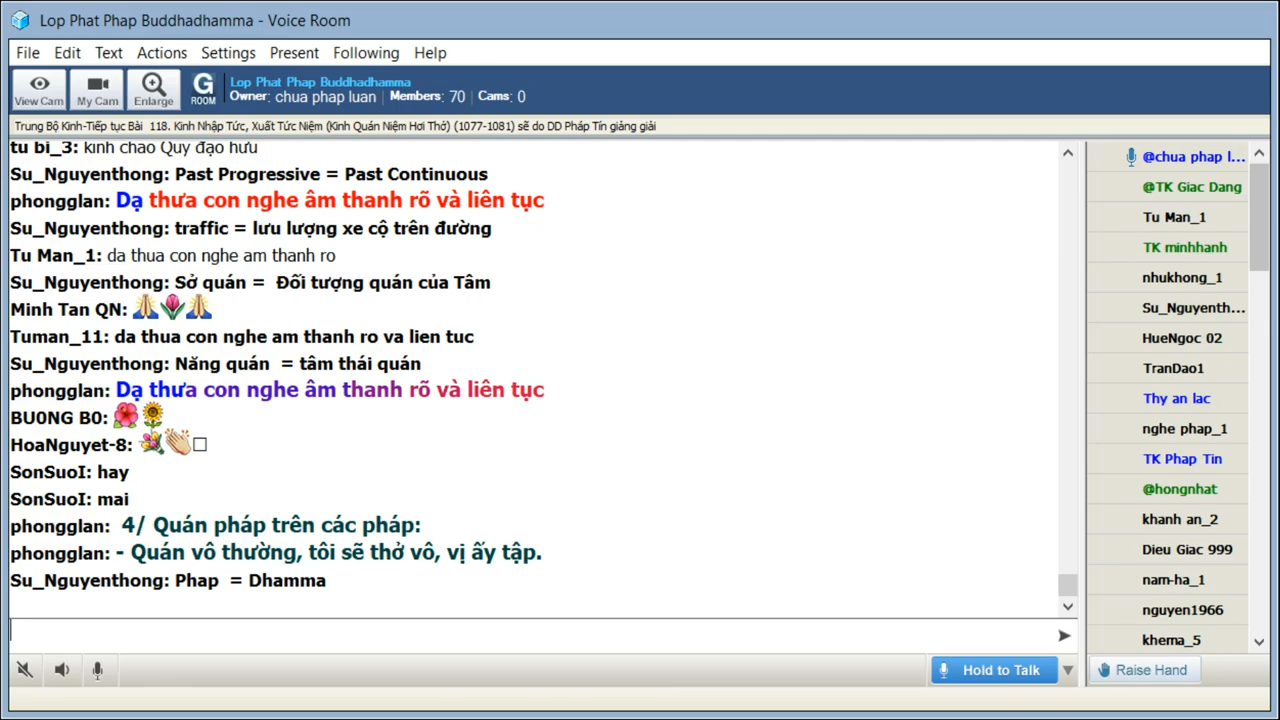 Lop Phat Phap Buddhadhamma - Voice Room
File Edit Text Actions Settings Present Following Help
View Cam My Cam Enlarge G ROOM
Lop Phat Phap Buddhadhamma
Owner: chua phap luan | Members: 70 | Cams: 0
Trung Bộ Kinh-Tiếp tục Bài 118. Kinh Nhập Tức, Xuất Tức Niệm (Kinh Quán Niệm Hơi Thở) (1077-1081) sẽ do DD Pháp Tín giảng giải
tu bi_3: kinh chao Quy đạo hưu
Su_Nguyenthong: Past Progressive = Past Continuous
phongglan: Dạ thưa con nghe âm thanh rõ và liên tục
Su_Nguyenthong: traffic = lưu lượng xe cộ trên đường
Tu Man_1: da thua con nghe am thanh ro
Su_Nguyenthong: Sở quán = Đối tượng quán của Tâm
Minh Tan QN: 🙏🌷🙏
Tuman_11: da thua con nghe am thanh ro va lien tuc
Su_Nguyenthong: Năng quán = tâm thái quán
phongglan: Dạ thưa con nghe âm thanh rõ và liên tục
BU0NG B0: 🌺🌻
HoaNguyet-8: 💐👏🏻□
SonSuoI: hay
SonSuoI: mai
phongglan: 4/ Quán pháp trên các pháp:
phongglan: - Quán vô thường, tôi sẽ thở vô, vị ấy tập.
Su_Nguyenthong: Phap = Dhamma
Hold to Talk
@chua phap l...
@TK Giac Dang
Tu Man_1
TK minhhanh
nhukhong_1
Su_Nguyenth...
HueNgoc 02
TranDao1
Thy an lac
nghe phap_1
TK Phap Tin
@hongnhat
khanh an_2
Dieu Giac 999
nam-ha_1
nguyen1966
khema_5
Raise Hand